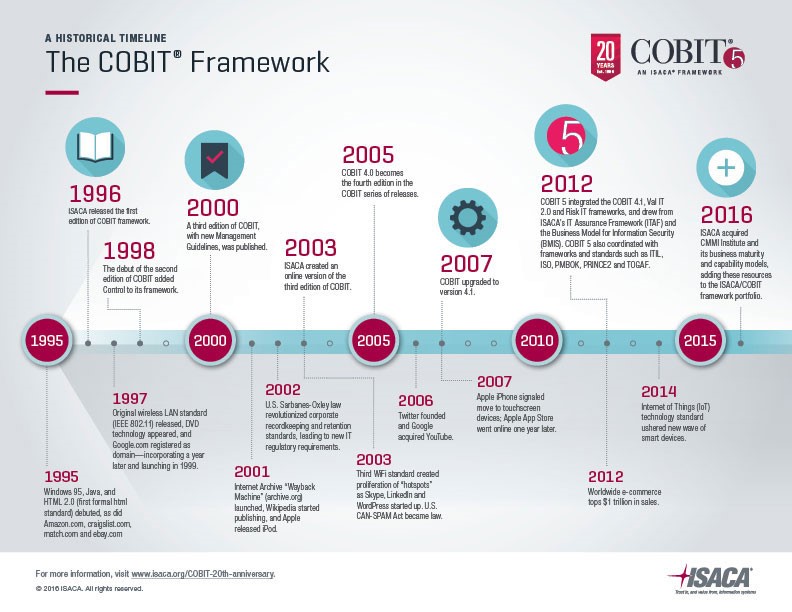 A HISTORICAL TIMELINE
The COBIT® Framework
20
YEARS
Est. 1996
COBIT® 5
AN ISACA® FRAMEWORK
1996
ISACA released the first
edition of COBIT framework.
1998
The debut of the second
edition of COBIT added
Control to its framework.
2000
A third edition of COBIT,
with new Management
Guidelines, was published.
2003
ISACA created an
online version of the
third edition of COBIT.
2005
COBIT 4.0 becomes
the fourth edition in the
COBIT series of releases.
2007
COBIT upgraded to
version 4.1.
5
2012
COBIT 5 integrated the COBIT 4.1, Val IT
2.0 and Risk IT frameworks, and drew from
ISACA's IT Assurance Framework (ITAF) and
the Business Model for Information Security
(BMIS). COBIT 5 also coordinated with
frameworks and standards such as ITIL,
ISO, PMBOK, PRINCE2 and TOGAF.
2016
ISACA acquired
CMMI Institute and
its business maturity
and capability models,
adding these resources
to the ISACA/COBIT
framework portfolio.
1995
2000
2005
2010
2015
1995
Windows 95, Java, and
HTML 2.0 (first formal html
standard) debuted, as did
Amazon.com, craigslist.com,
match.com and ebay.com
1997
Original wireless LAN standard
(IEEE 802.11) released, DVD
technology appeared, and
Google.com registered as
domain—incorporating a year
later and launching in 1999.
2001
Internet Archive "Wayback
Machine" (archive.org)
launched, Wikipedia started
publishing, and Apple
released iPod.
2002
U.S. Sarbanes-Oxley law
revolutionized corporate
recordkeeping and retention
standards, leading to new IT
regulatory requirements.
2003
Third WiFi standard created
proliferation of "hotspots"
as Skype, LinkedIn and
WordPress started up. U.S.
CAN-SPAM Act became law.
2006
Twitter founded
and Google
acquired YouTube.
2007
Apple iPhone signaled
move to touchscreen
devices; Apple App Store
went online one year later.
2012
Worldwide e-commerce
tops $1 trillion in sales.
2014
Internet of Things (IoT)
technology standard
ushered new wave of
smart devices.
For more information, visit www.isaca.org/COBIT-20th-anniversary.
© 2016 ISACA. All rights reserved.
ISACA®
Trust in, and value from, information systems